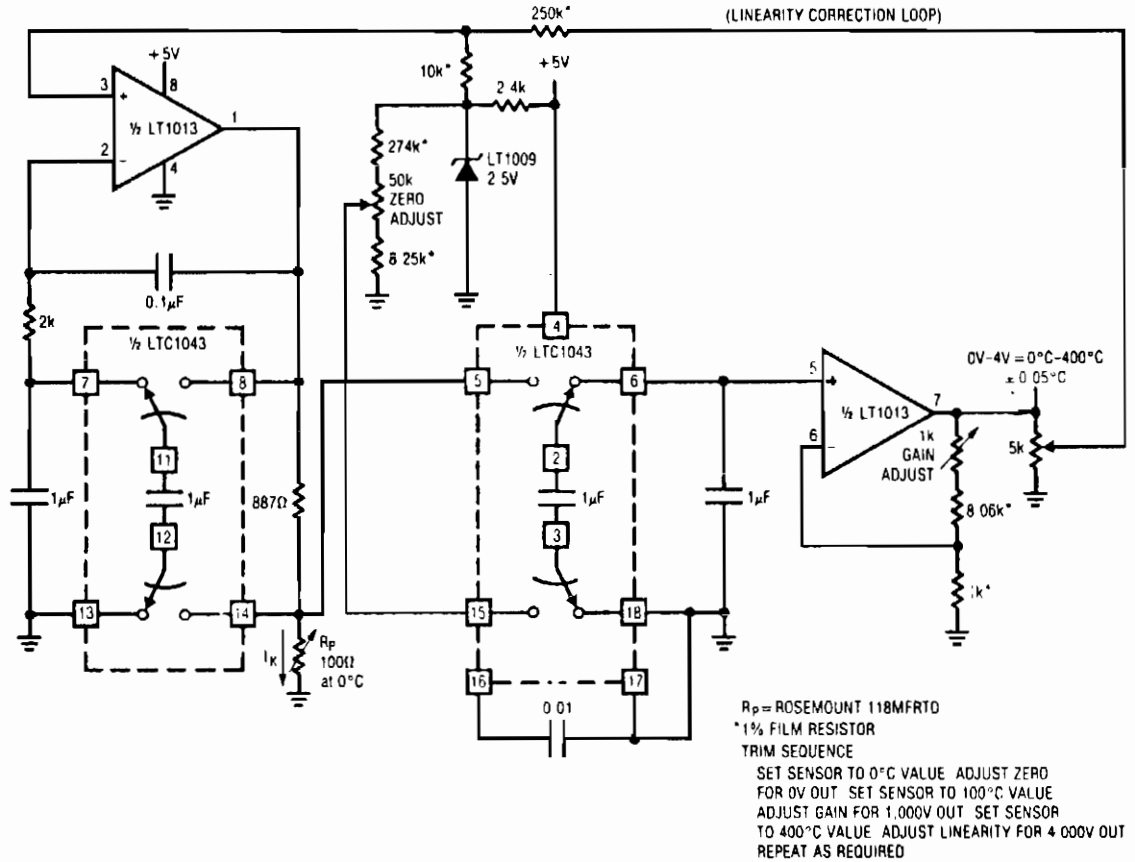 250k*
(LINEARITY CORRECTION LOOP)
+5V
10k*
+5V
2 4k
3
+
8
½ LT1013
1
2
−
4
274k*
LT1009
2 5V
50k
ZERO
ADJUST
8 25k*
0.1µF
2k
½ LTC1043
4
½ LTC1043
7
8
5
6
5
+
½ LT1013
7
6
−
0V-4V = 0°C-400°C
± 0 05°C
1k
GAIN
ADJUST
5k
11
2
1µF
1µF
887Ω
1µF
1µF
8 06k*
12
3
13
14
15
18
1k*
I_K
R_P
100Ω
at 0°C
16
17
0 01
Rp = ROSEMOUNT 118MFRTD
*1% FILM RESISTOR
TRIM SEQUENCE
SET SENSOR TO 0°C VALUE ADJUST ZERO
FOR 0V OUT SET SENSOR TO 100°C VALUE
ADJUST GAIN FOR 1,000V OUT SET SENSOR
TO 400°C VALUE ADJUST LINEARITY FOR 4 000V OUT
REPEAT AS REQUIRED